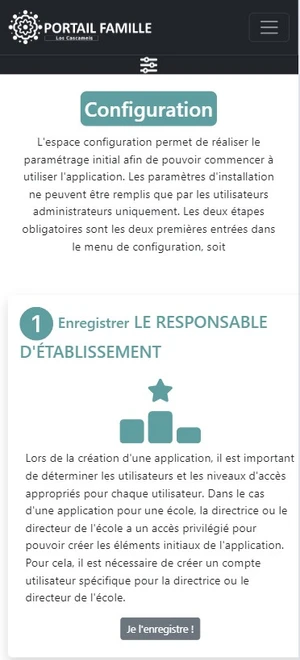 PORTAIL FAMILLE
Los Cascamois
Configuration
L'espace configuration permet de réaliser le
paramétrage initial afin de pouvoir commencer à
utiliser l'application. Les paramètres d'installation
ne peuvent être remplis que par les utilisateurs
administrateurs uniquement. Les deux étapes
obligatoires sont les deux premières entrées dans
le menu de configuration, soit
1 Enregistrer LE RESPONSABLE
D'ÉTABLISSEMENT
Lors de la création d'une application, il est important
de déterminer les utilisateurs et les niveaux d'accès
appropriés pour chaque utilisateur. Dans le cas
d'une application pour une école, la directrice ou le
directeur de l'école a un accès privilégié pour
pouvoir créer les éléments initiaux de l'application.
Pour cela, il est nécessaire de créer un compte
utilisateur spécifique pour la directrice ou le
directeur de l'école.
Je l'enregistre !